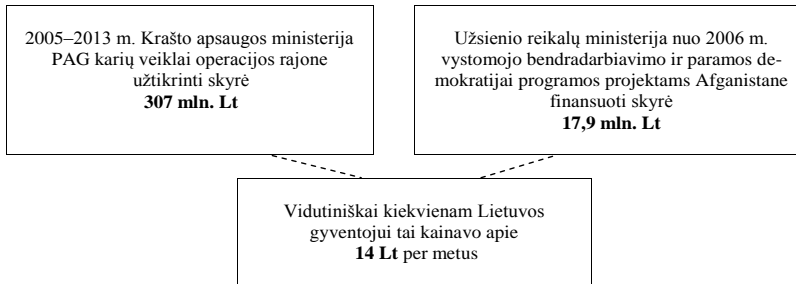 2005–2013 m. Krašto apsaugos ministerija
PAG karių veiklai operacijos rajone
užtikrinti skyrė
307 mln. Lt
Užsienio reikalų ministerija nuo 2006 m.
vystomojo bendradarbiavimo ir paramos de-
mokratijai programos projektams Afganistane
finansuoti skyrė
17,9 mln. Lt
Vidutiniškai kiekvienam Lietuvos
gyventojui tai kainavo apie
14 Lt per metus